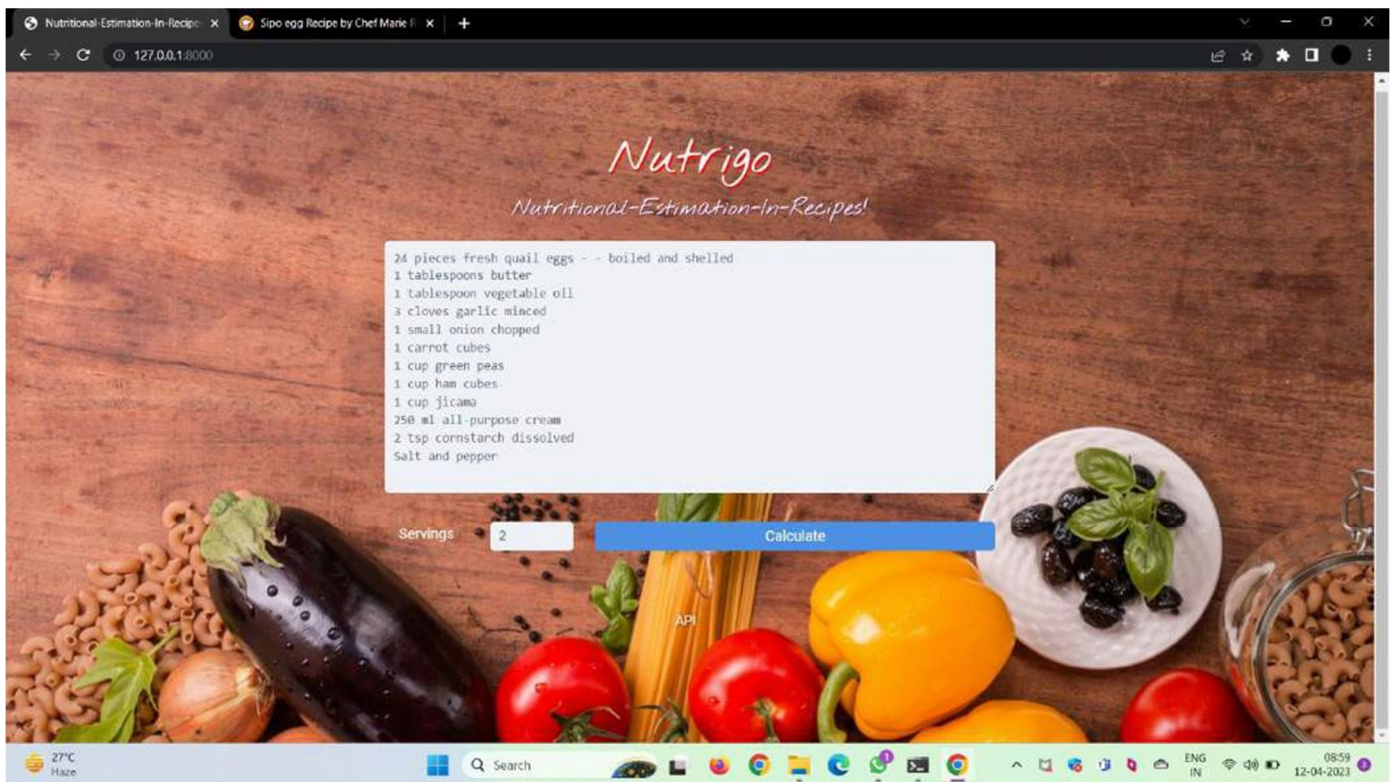 Nutritional-Estimation-In-Recipe
Sipo egg Recipe by Chef Marie R
127.0.0.1:8000
Nutrigo
Nutritional-Estimation-In-Recipes!
24 pieces fresh quail eggs - - boiled and shelled
1 tablespoons butter
1 tablespoon vegetable oil
3 cloves garlic minced
1 small onion chopped
1 carrot cubes
1 cup green peas
1 cup ham cubes
1 cup jicama
250 ml all-purpose cream
2 tsp cornstarch dissolved
Salt and pepper
Servings 2 Calculate
API
27°C
Haze
Search
ENG
IN
08:59
12-04-2023